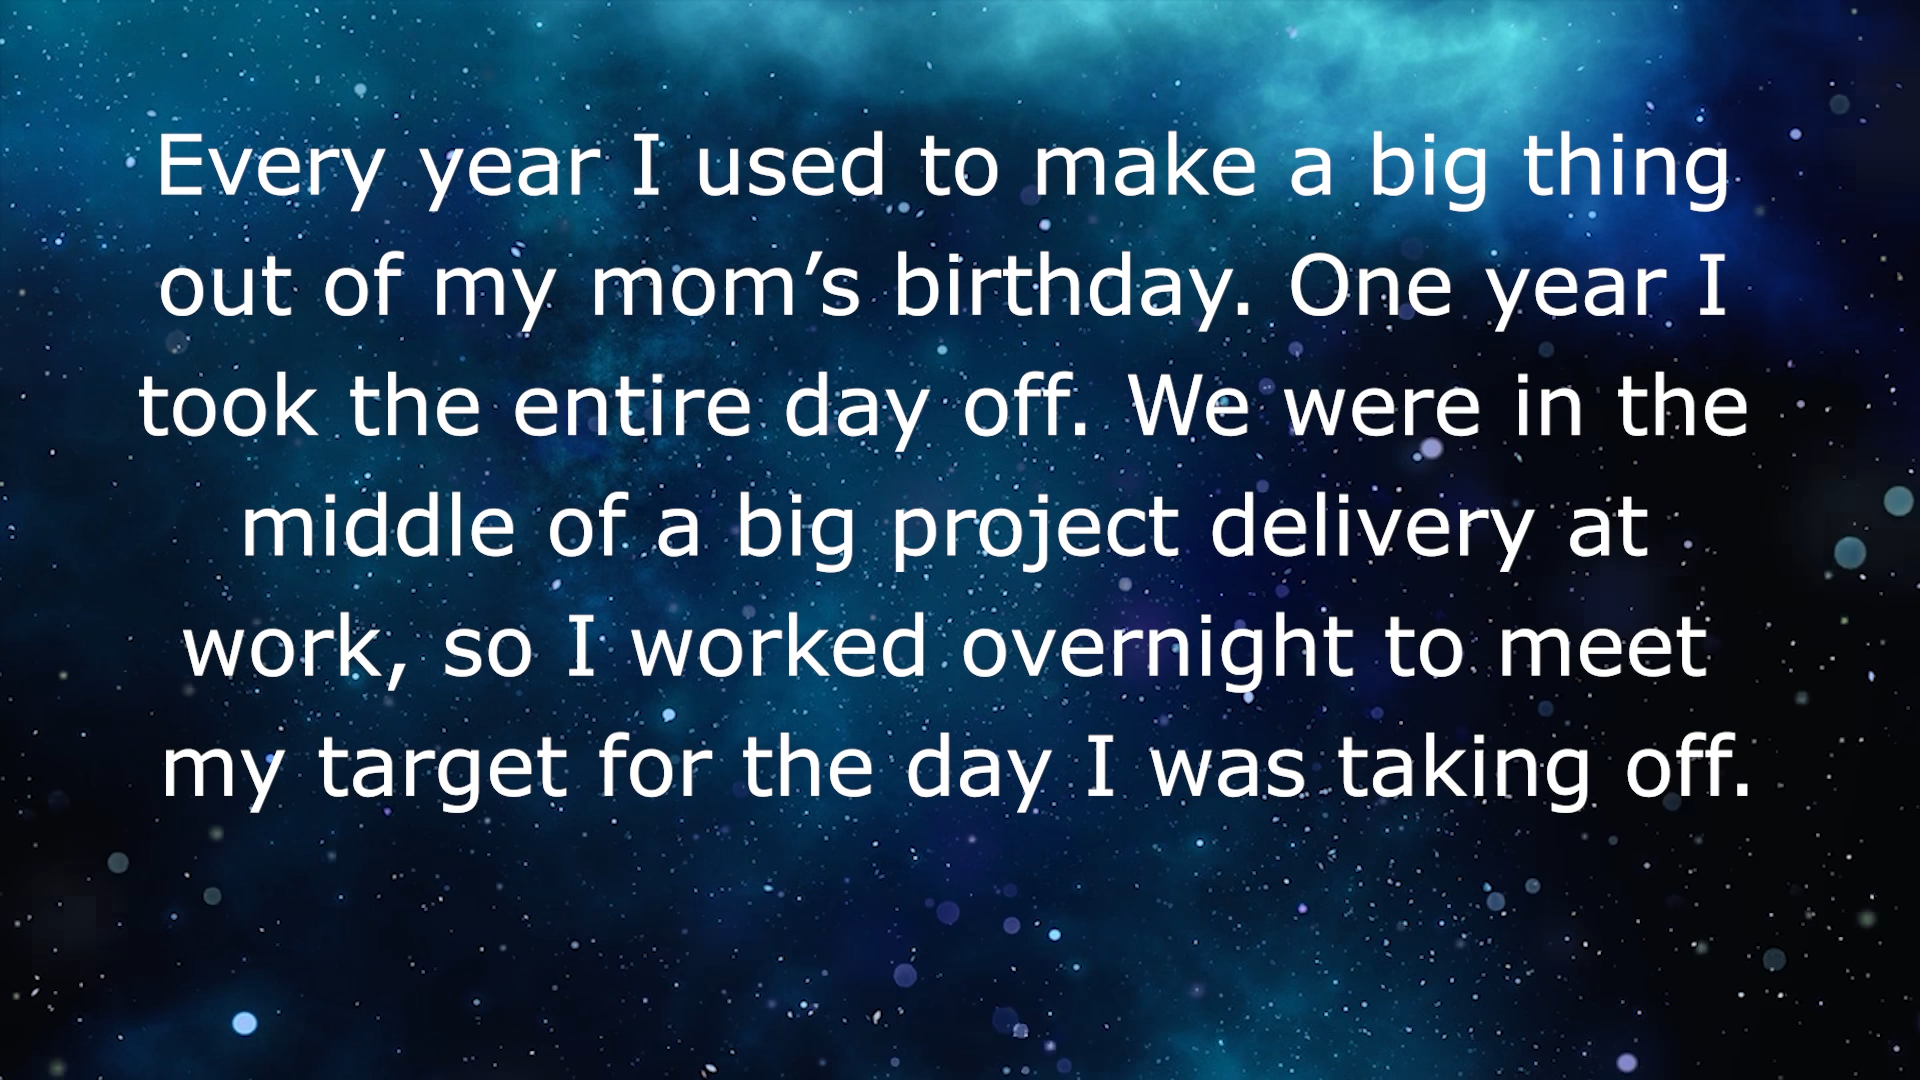 Every year I used to make a big thing
out of my mom’s birthday. One year I
took the entire day off. We were in the
middle of a big project delivery at
work, so I worked overnight to meet
my target for the day I was taking off.